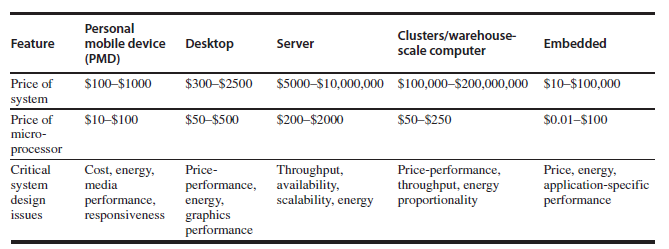 Feature
Personal
mobile device
(PMD)
Desktop
Server
Clusters/warehouse-
scale computer
Embedded
Price of
system
$100–$1000
$300–$2500
$5000–$10,000,000
$100,000–$200,000,000
$10–$100,000
Price of
micro-
processor
$10–$100
$50–$500
$200–$2000
$50–$250
$0.01–$100
Critical
system
design
issues
Cost, energy,
media
performance,
responsiveness
Price-
performance,
energy,
graphics
performance
Throughput,
availability,
scalability, energy
Price-performance,
throughput, energy
proportionality
Price, energy,
application-specific
performance